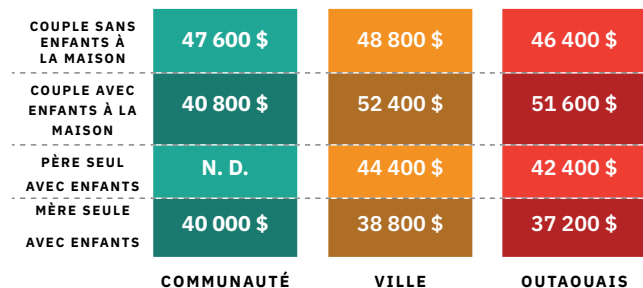 COUPLE SANS
ENFANTS À
LA MAISON
47 600 $
48 800 $
46 400 $
COUPLE AVEC
ENFANTS À LA
MAISON
40 800 $
52 400 $
51 600 $
PÈRE SEUL
AVEC ENFANTS
N. D.
44 400 $
42 400 $
MÈRE SEULE
AVEC ENFANTS
40 000 $
38 800 $
37 200 $
COMMUNAUTÉ
VILLE
OUTAOUAIS